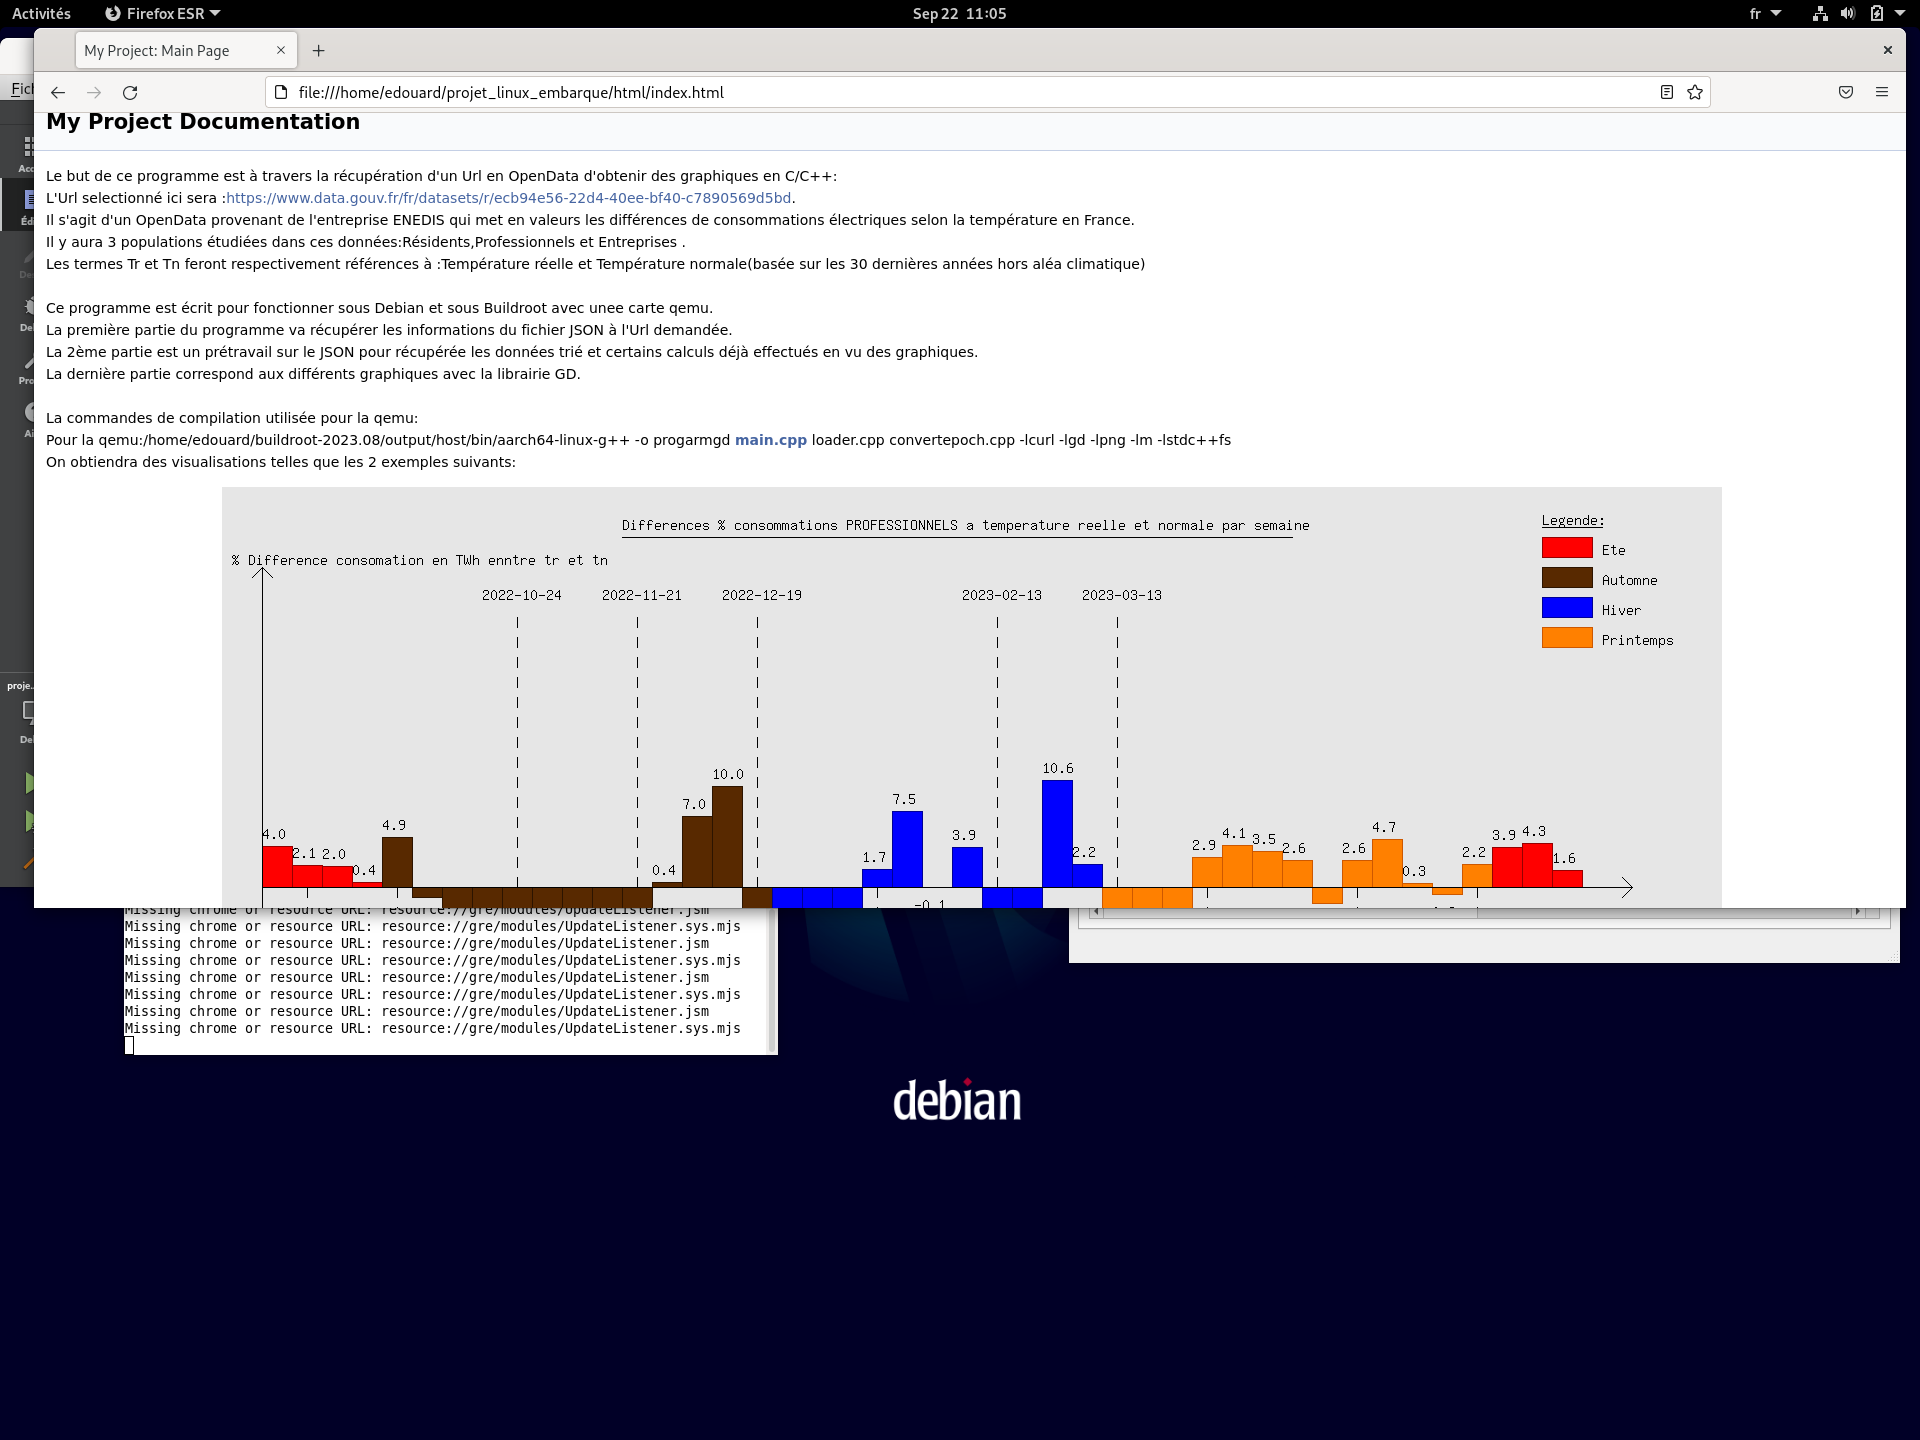 Activités
Firefox ESR
Sep 22 11:05
fr
My Project: Main Page
file:///home/edouard/projet_linux_embarque/html/index.html
My Project Documentation
Le but de ce programme est à travers la récupération d'un Url en OpenData d'obtenir des graphiques en C/C++:
L'Url selectionné ici sera :https://www.data.gouv.fr/fr/datasets/r/ecb94e56-22d4-40ee-bf40-c7890569d5bd.
Il s'agit d'un OpenData provenant de l'entreprise ENEDIS qui met en valeurs les différences de consommations électriques selon la température en France.
Il y aura 3 populations étudiées dans ces données:Résidents,Professionnels et Entreprises .
Les termes Tr et Tn feront respectivement références à :Température réelle et Température normale(basée sur les 30 dernières années hors aléa climatique)
Ce programme est écrit pour fonctionner sous Debian et sous Buildroot avec unee carte qemu.
La première partie du programme va récupérer les informations du fichier JSON à l'Url demandée.
La 2ème partie est un prétravail sur le JSON pour récupérée les données trié et certains calculs déjà effectués en vu des graphiques.
La dernière partie correspond aux différents graphiques avec la librairie GD.
La commandes de compilation utilisée pour la qemu:
Pour la qemu:/home/edouard/buildroot-2023.08/output/host/bin/aarch64-linux-g++ -o progarmgd main.cpp loader.cpp convertepoch.cpp -lcurl -lgd -lpng -lm -lstdc++fs
On obtiendra des visualisations telles que les 2 exemples suivants:
Differences % consommations PROFESSIONNELS a temperature reelle et normale par semaine
Legende:
Ete
Automne
Hiver
Printemps
% Difference consomation en TWh enntre tr et tn
2022-10-24 2022-11-21 2022-12-19 2023-02-13 2023-03-13
4.0 2.1 2.0 0.4 4.9 0.4 7.0 10.0 1.7 7.5 -0.1 3.9 10.6 2.2 2.9 4.1 3.5 2.6 2.6 4.7 0.3 2.2 3.9 4.3 1.6
proje..
Missing chrome or resource URL: resource://gre/modules/UpdateListener.jsm
Missing chrome or resource URL: resource://gre/modules/UpdateListener.sys.mjs
Missing chrome or resource URL: resource://gre/modules/UpdateListener.jsm
Missing chrome or resource URL: resource://gre/modules/UpdateListener.sys.mjs
Missing chrome or resource URL: resource://gre/modules/UpdateListener.jsm
Missing chrome or resource URL: resource://gre/modules/UpdateListener.sys.mjs
Missing chrome or resource URL: resource://gre/modules/UpdateListener.jsm
Missing chrome or resource URL: resource://gre/modules/UpdateListener.sys.mjs
debian